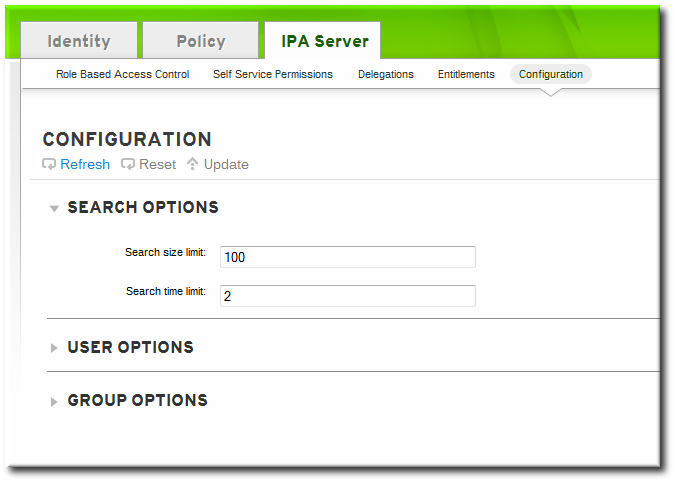 Identity Policy IPA Server
Role Based Access Control Self Service Permissions Delegations Entitlements Configuration
CONFIGURATION
Refresh Reset Update
SEARCH OPTIONS
Search size limit: 100
Search time limit: 2
USER OPTIONS
GROUP OPTIONS